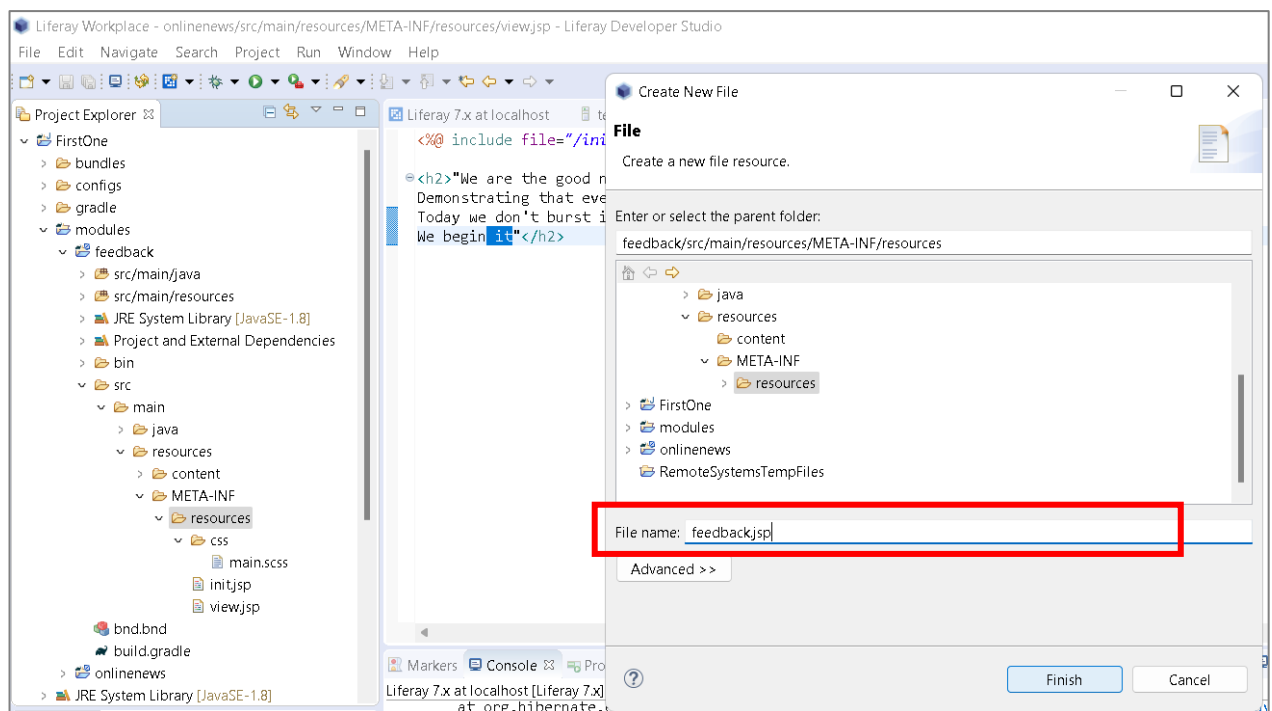 Liferay Workplace - onlinenews/src/main/resources/META-INF/resources/view.jsp - Liferay Developer Studio
File Edit Navigate Search Project Run Window Help
Project Explorer
FirstOne
bundles
configs
gradle
modules
feedback
src/main/java
src/main/resources
JRE System Library [JavaSE-1.8]
Project and External Dependencies
bin
src
main
java
resources
content
META-INF
resources
css
main.scss
init.jsp
view.jsp
bnd.bnd
build.gradle
onlinenews
JRE System Library [JavaSE-1.8]
Liferay 7.x at localhost
<%@ include file="/ini
<h2>"We are the good n
Demonstrating that eve
Today we don't burst i
We begin it"</h2>
Markers Console Pro
Liferay 7.x at localhost [Liferay 7.x]
at org.hibernate.
Create New File
File
Create a new file resource.
Enter or select the parent folder:
feedback/src/main/resources/META-INF/resources
java
resources
content
META-INF
resources
FirstOne
modules
onlinenews
RemoteSystemsTempFiles
File name: feedback.jsp
Advanced >>
Finish Cancel